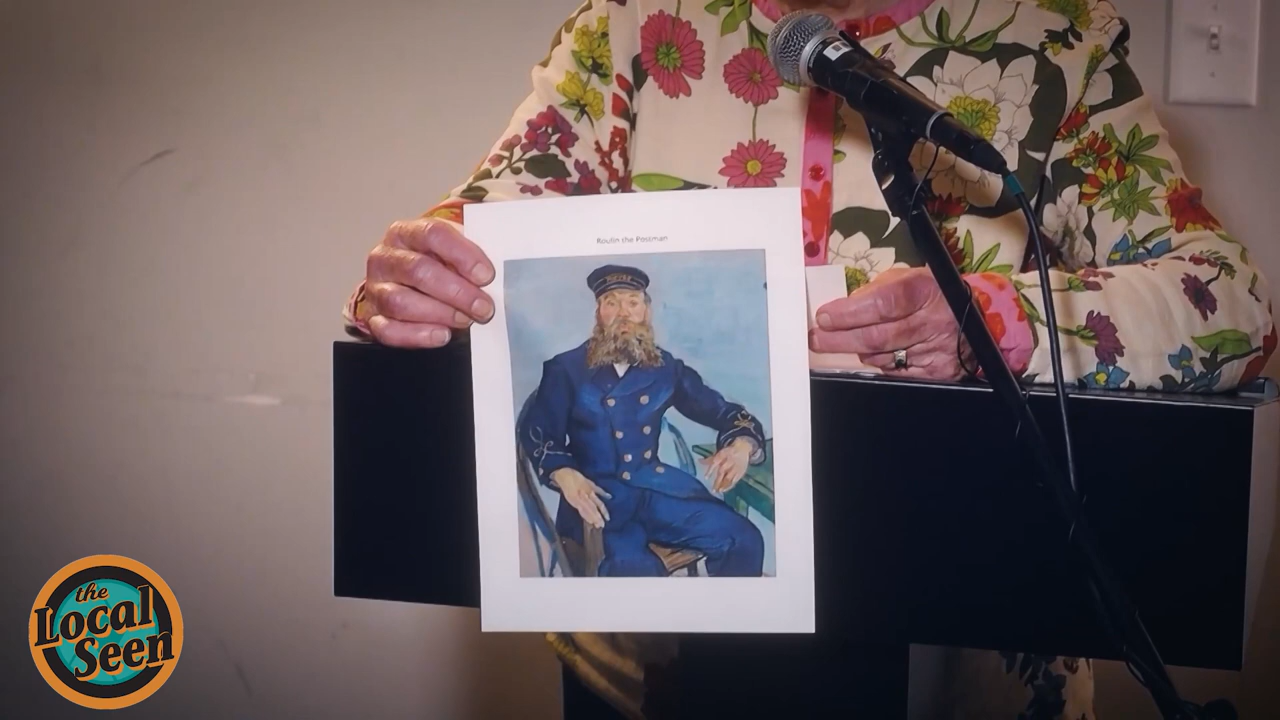 Roulin the Postman
the
Local
Seen